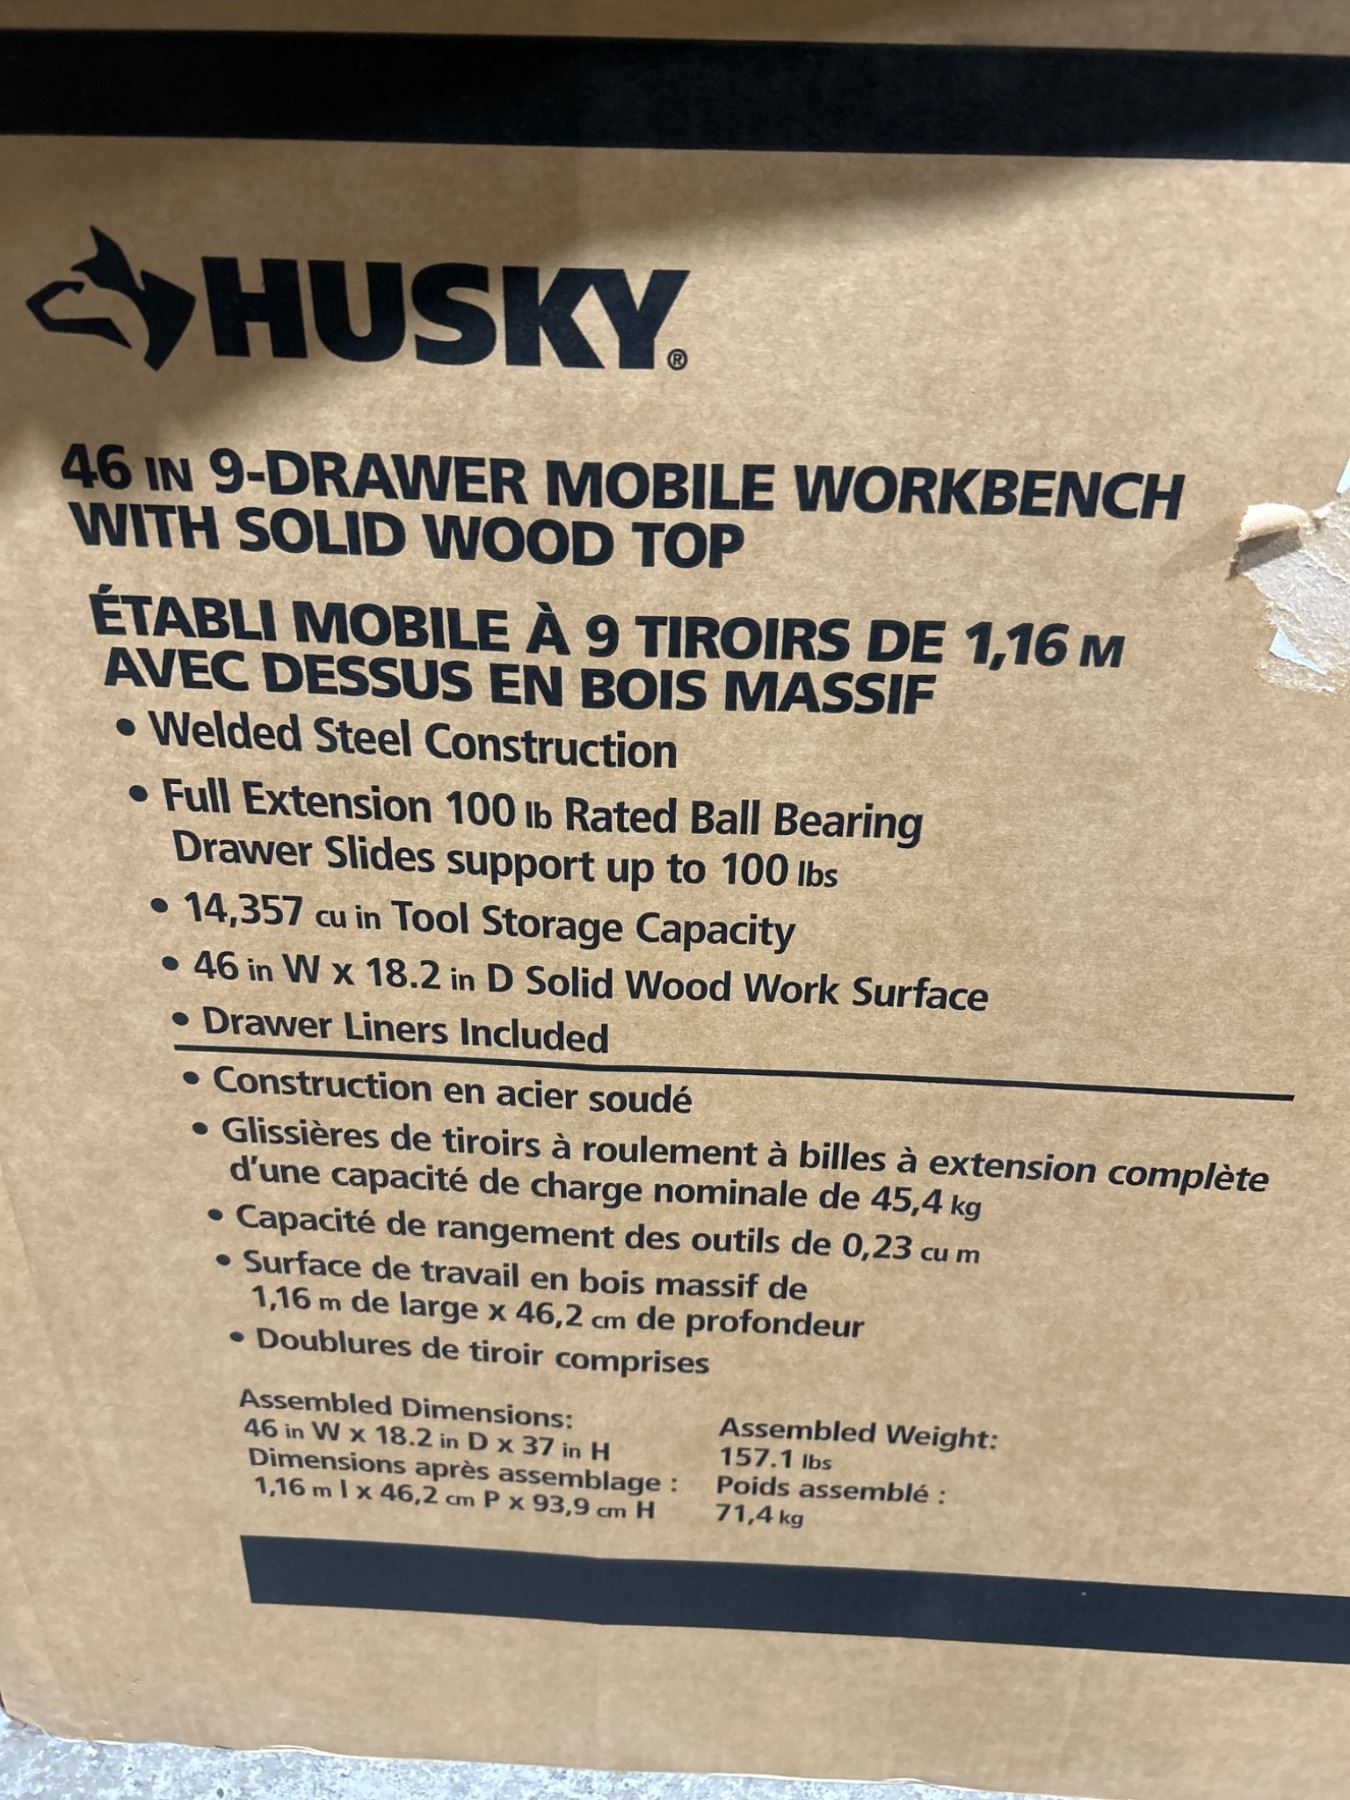 HUSKY®
46 IN 9-DRAWER MOBILE WORKBENCH
WITH SOLID WOOD TOP
ÉTABLI MOBILE À 9 TIROIRS DE 1,16 M
AVEC DESSUS EN BOIS MASSIF
• Welded Steel Construction
• Full Extension 100 lb Rated Ball Bearing
Drawer Slides support up to 100 lbs
• 14,357 cu in Tool Storage Capacity
• 46 in W x 18.2 in D Solid Wood Work Surface
• Drawer Liners Included
• Construction en acier soudé
• Glissières de tiroirs à roulement à billes à extension complète
d’une capacité de charge nominale de 45,4 kg
• Capacité de rangement des outils de 0,23 cu m
• Surface de travail en bois massif de
1,16 m de large x 46,2 cm de profondeur
• Doublures de tiroir comprises
Assembled Dimensions:
46 in W x 18.2 in D x 37 in H
Dimensions après assemblage :
1,16 m l x 46,2 cm P x 93,9 cm H
Assembled Weight:
157.1 lbs
Poids assemblé :
71,4 kg